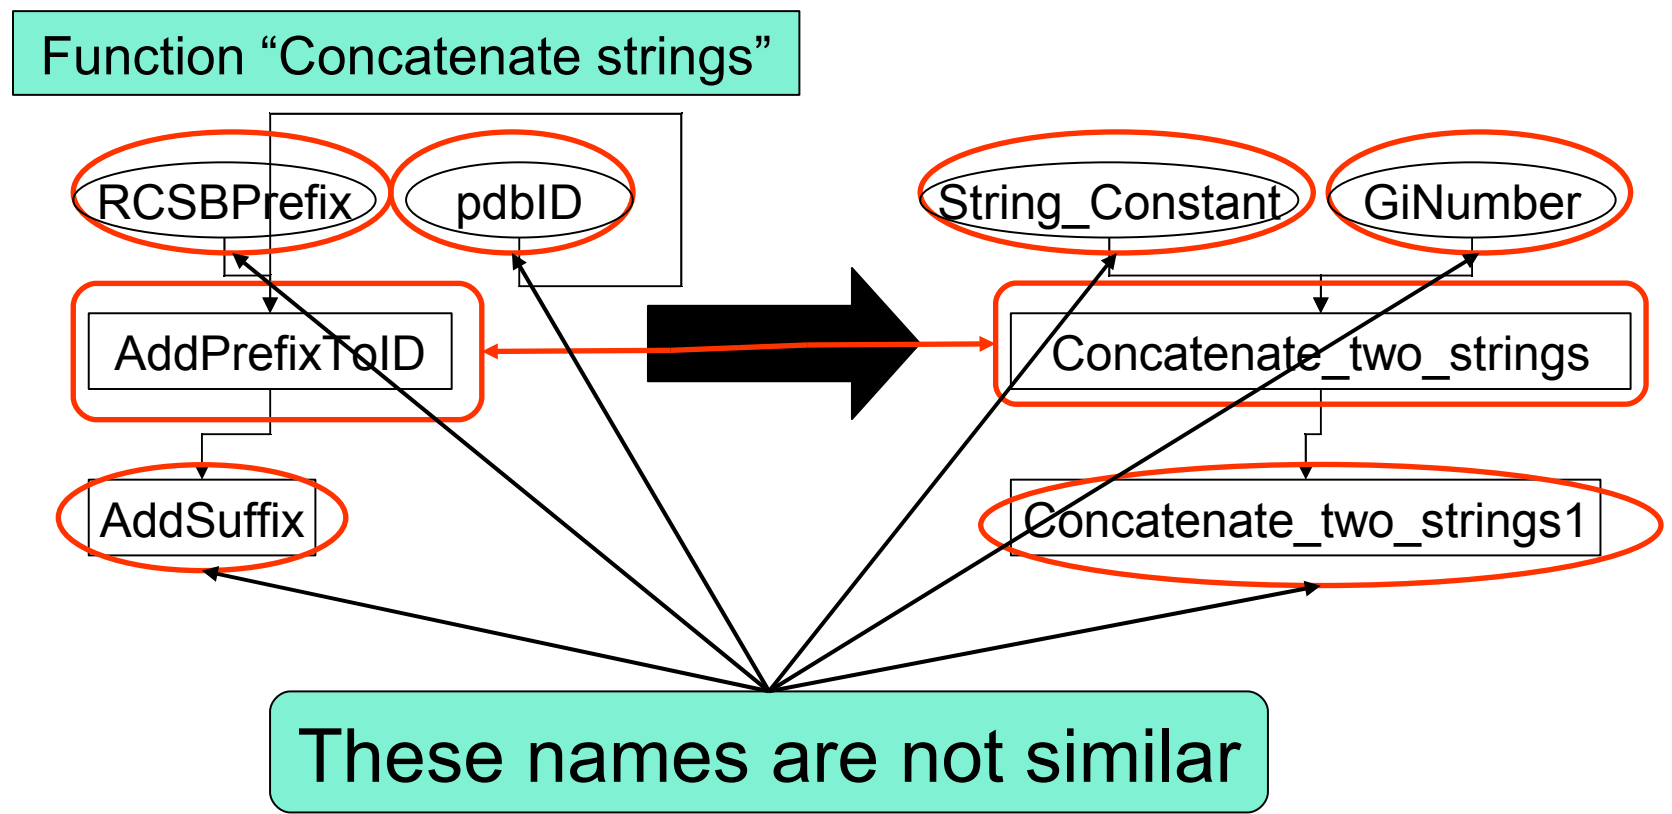 Function “Concatenate strings”
RCSBPrefix
pdbID
String_Constant
GiNumber
AddPrefixToID
Concatenate_two_strings
AddSuffix
Concatenate_two_strings1
These names are not similar